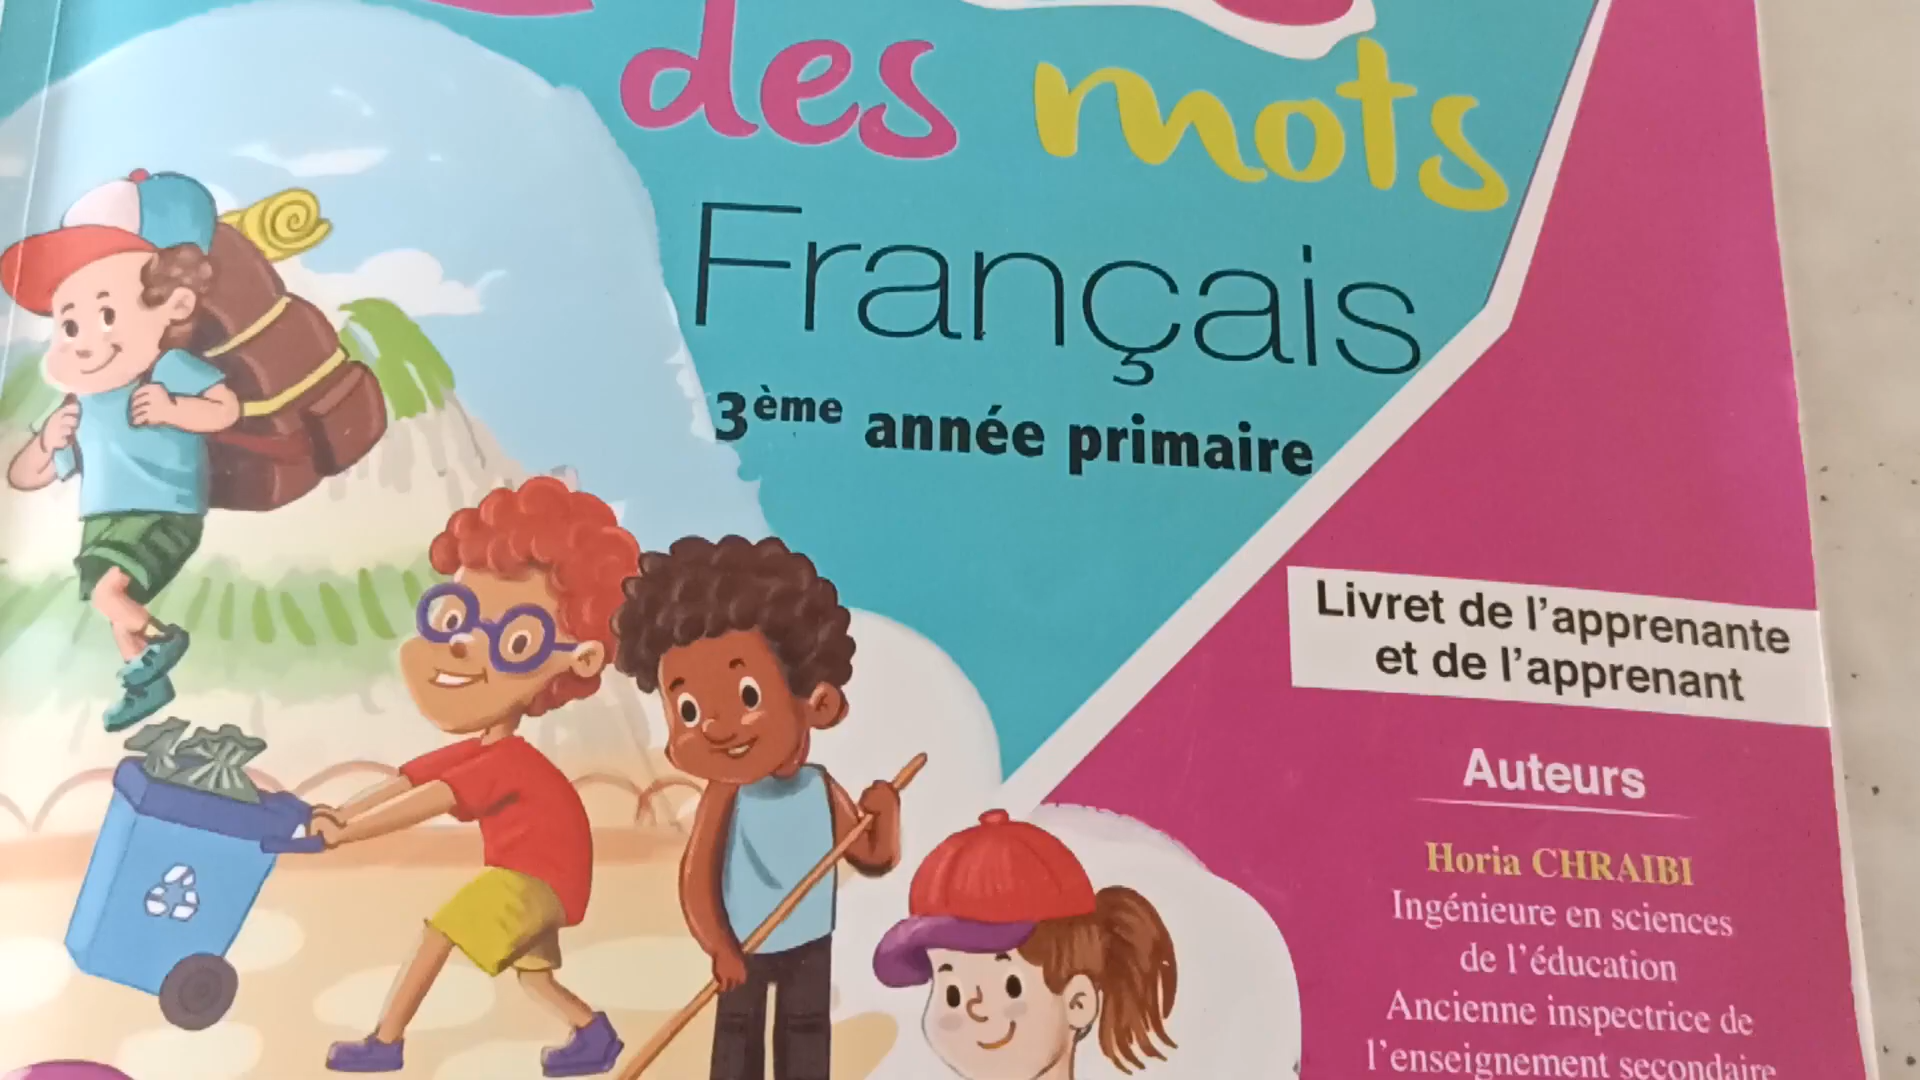 des mots
Français
3ème année primaire
Livret de l'apprenante
et de l'apprenant
Auteurs
Horia CHRAIBI
Ingénieure en sciences
de l'éducation
Ancienne inspectrice de
l'enseignement secondaire